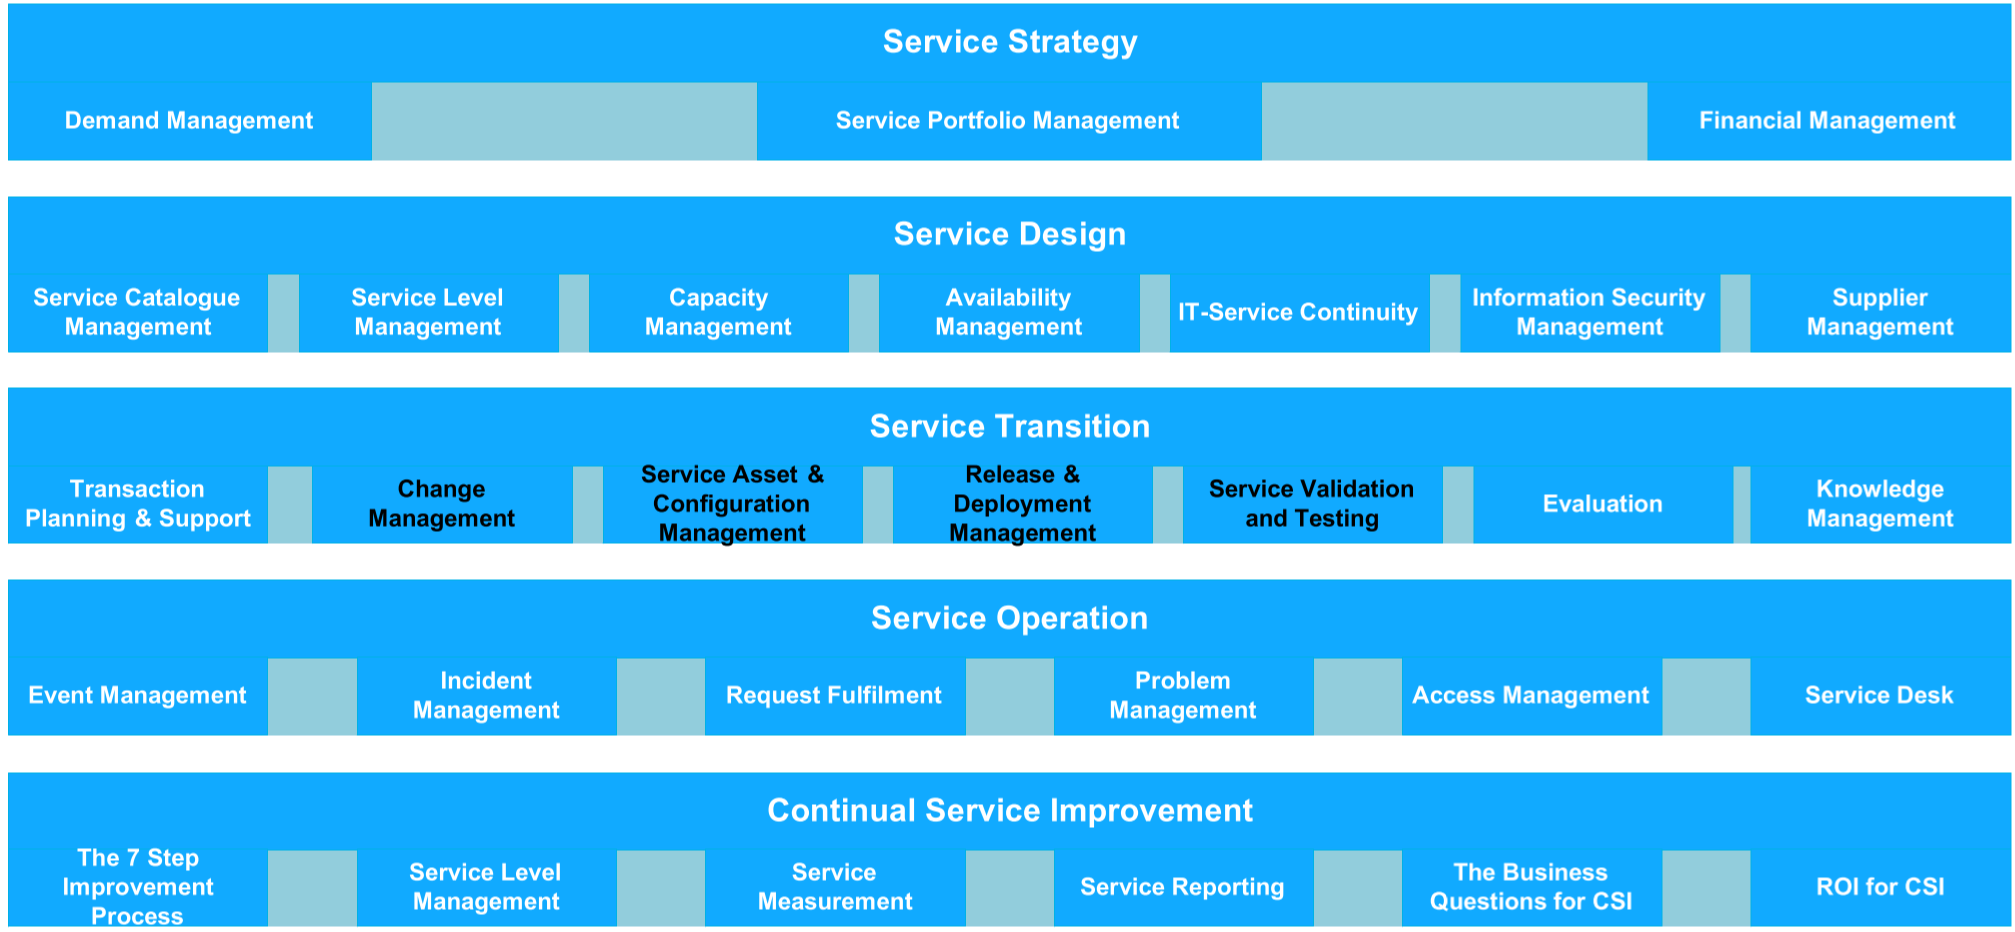 Service Strategy
Demand Management
Service Portfolio Management
Financial Management
Service Design
Service Catalogue
Management
Service Level
Management
Capacity
Management
Availability
Management
IT-Service Continuity
Information Security
Management
Supplier
Management
Service Transition
Transaction
Planning & Support
Change
Management
Service Asset &
Configuration
Management
Release &
Deployment
Management
Service Validation
and Testing
Evaluation
Knowledge
Management
Service Operation
Event Management
Incident
Management
Request Fulfilment
Problem
Management
Access Management
Service Desk
Continual Service Improvement
The 7 Step
Improvement
Process
Service Level
Management
Service
Measurement
Service Reporting
The Business
Questions for CSI
ROI for CSI